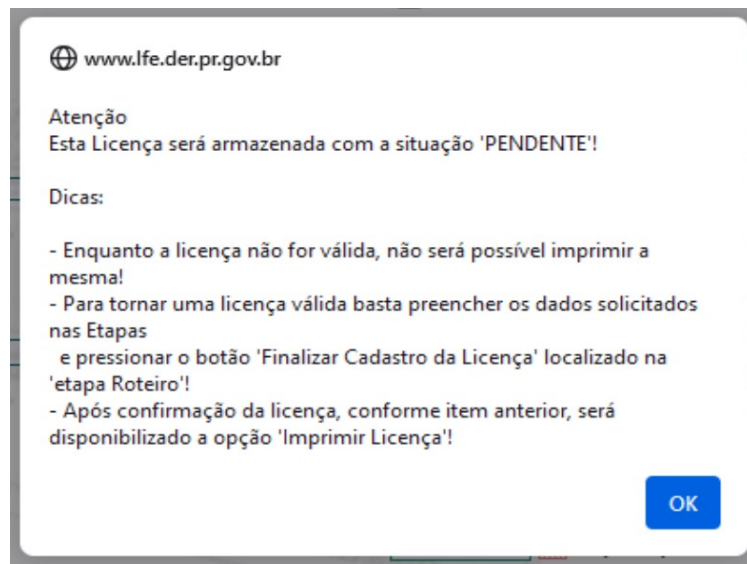 www.lfe.der.pr.gov.br
Atenção
Esta Licença será armazenada com a situação 'PENDENTE'!
Dicas:
- Enquanto a licença não for válida, não será possível imprimir a
mesma!
- Para tornar uma licença válida basta preencher os dados solicitados
nas Etapas
e pressionar o botão 'Finalizar Cadastro da Licença' localizado na
'etapa Roteiro'!
- Após confirmação da licença, conforme item anterior, será
disponibilizado a opção 'Imprimir Licença'!
OK